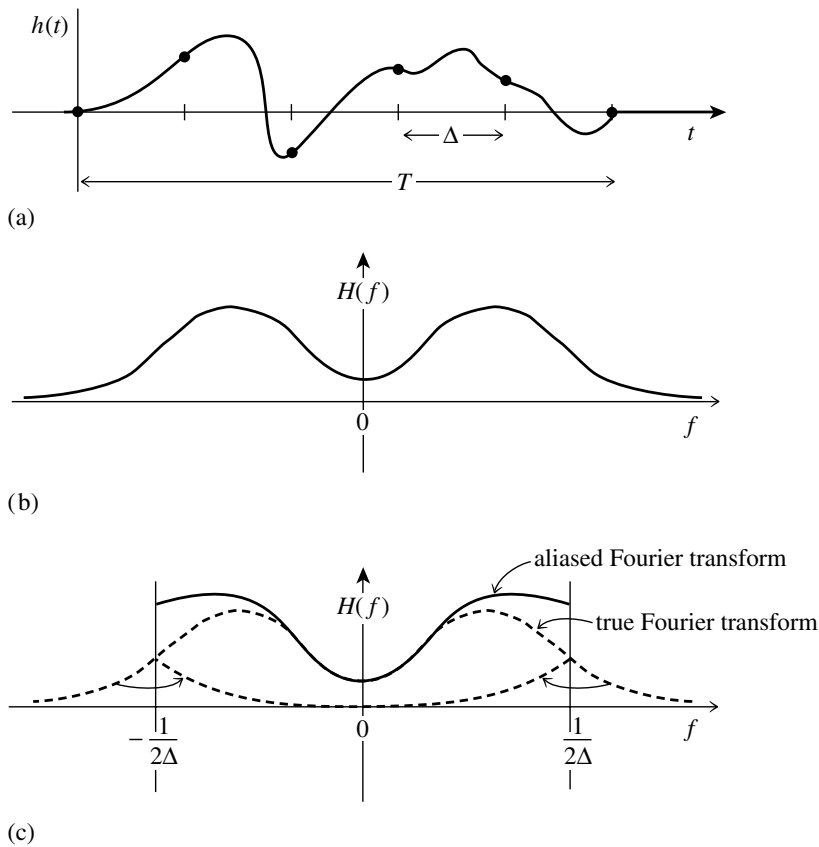 h(t)
Δ
t
T
(a)
H(f)
0
f
(b)
aliased Fourier transform
H(f)
true Fourier transform
− 1/2Δ
0
1/2Δ
f
(c)